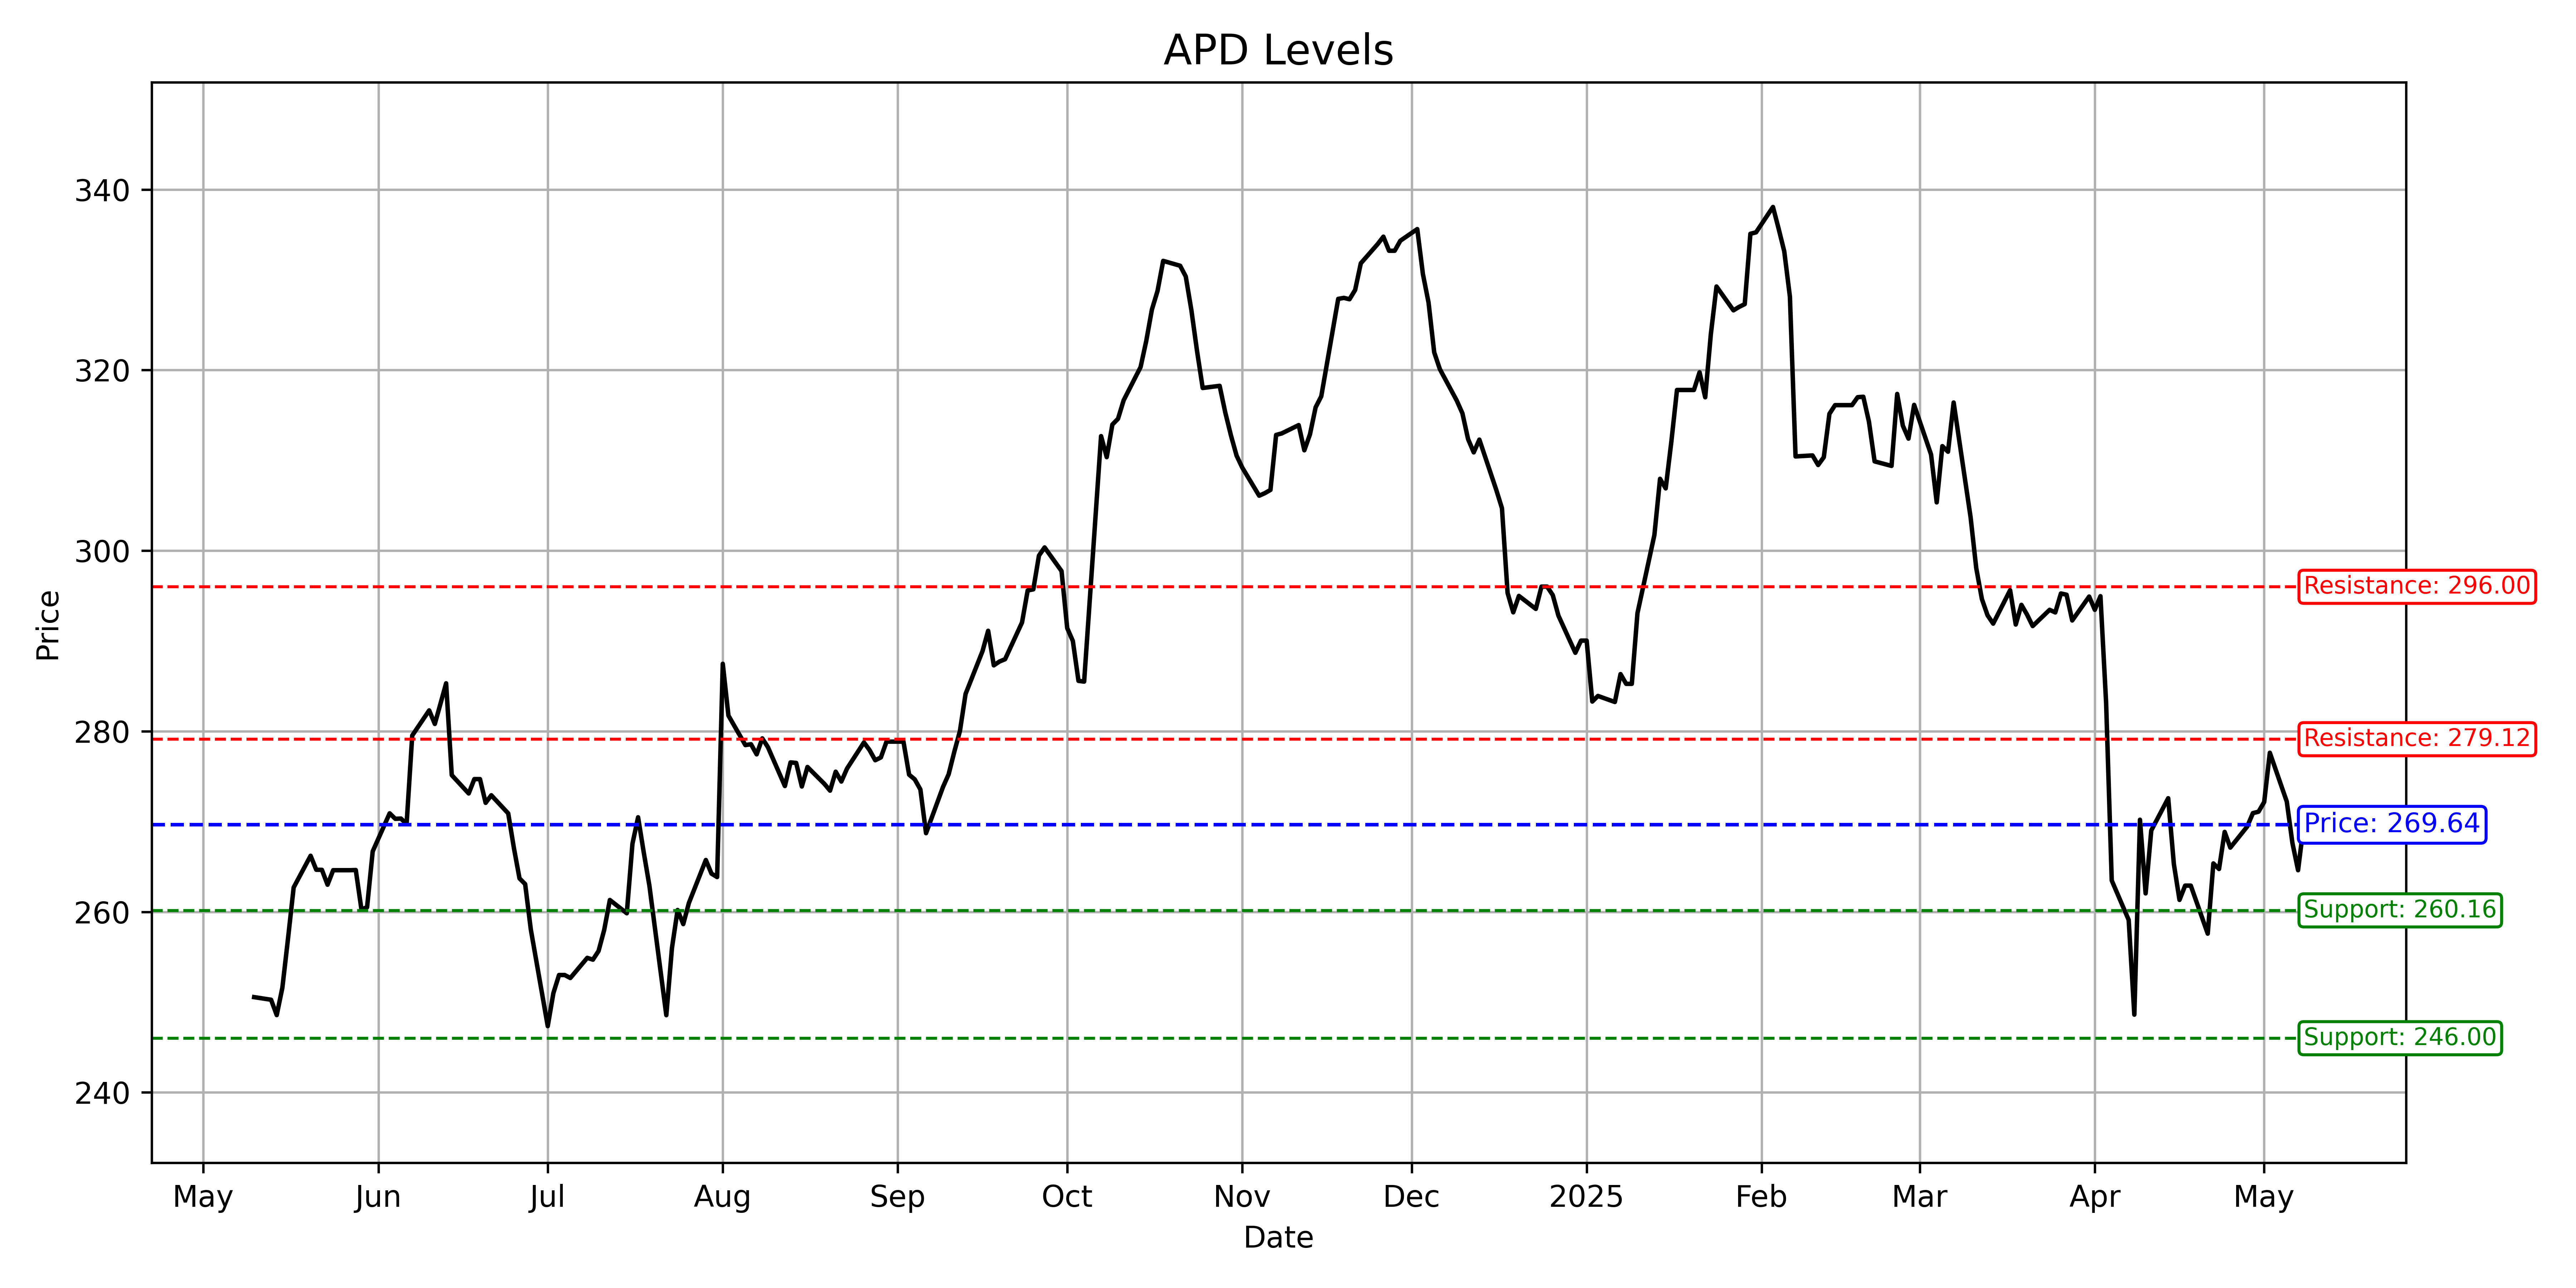 APD Levels
Price
340
320
300
280
260
240
Resistance: 296.00
Resistance: 279.12
Price: 269.64
Support: 260.16
Support: 246.00
May
Jun
Jul
Aug
Sep
Oct
Nov
Dec
2025
Feb
Mar
Apr
May
Date